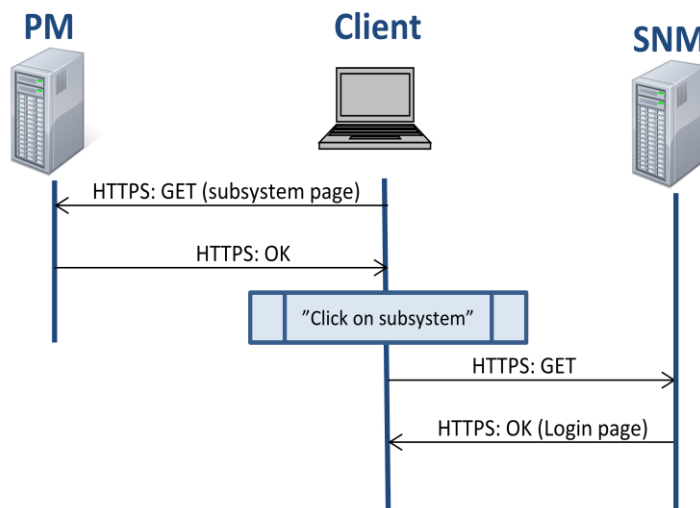 PM
Client
SNM
HTTPS: GET (subsystem page)
HTTPS: OK
”Click on subsystem”
HTTPS: GET
HTTPS: OK (Login page)